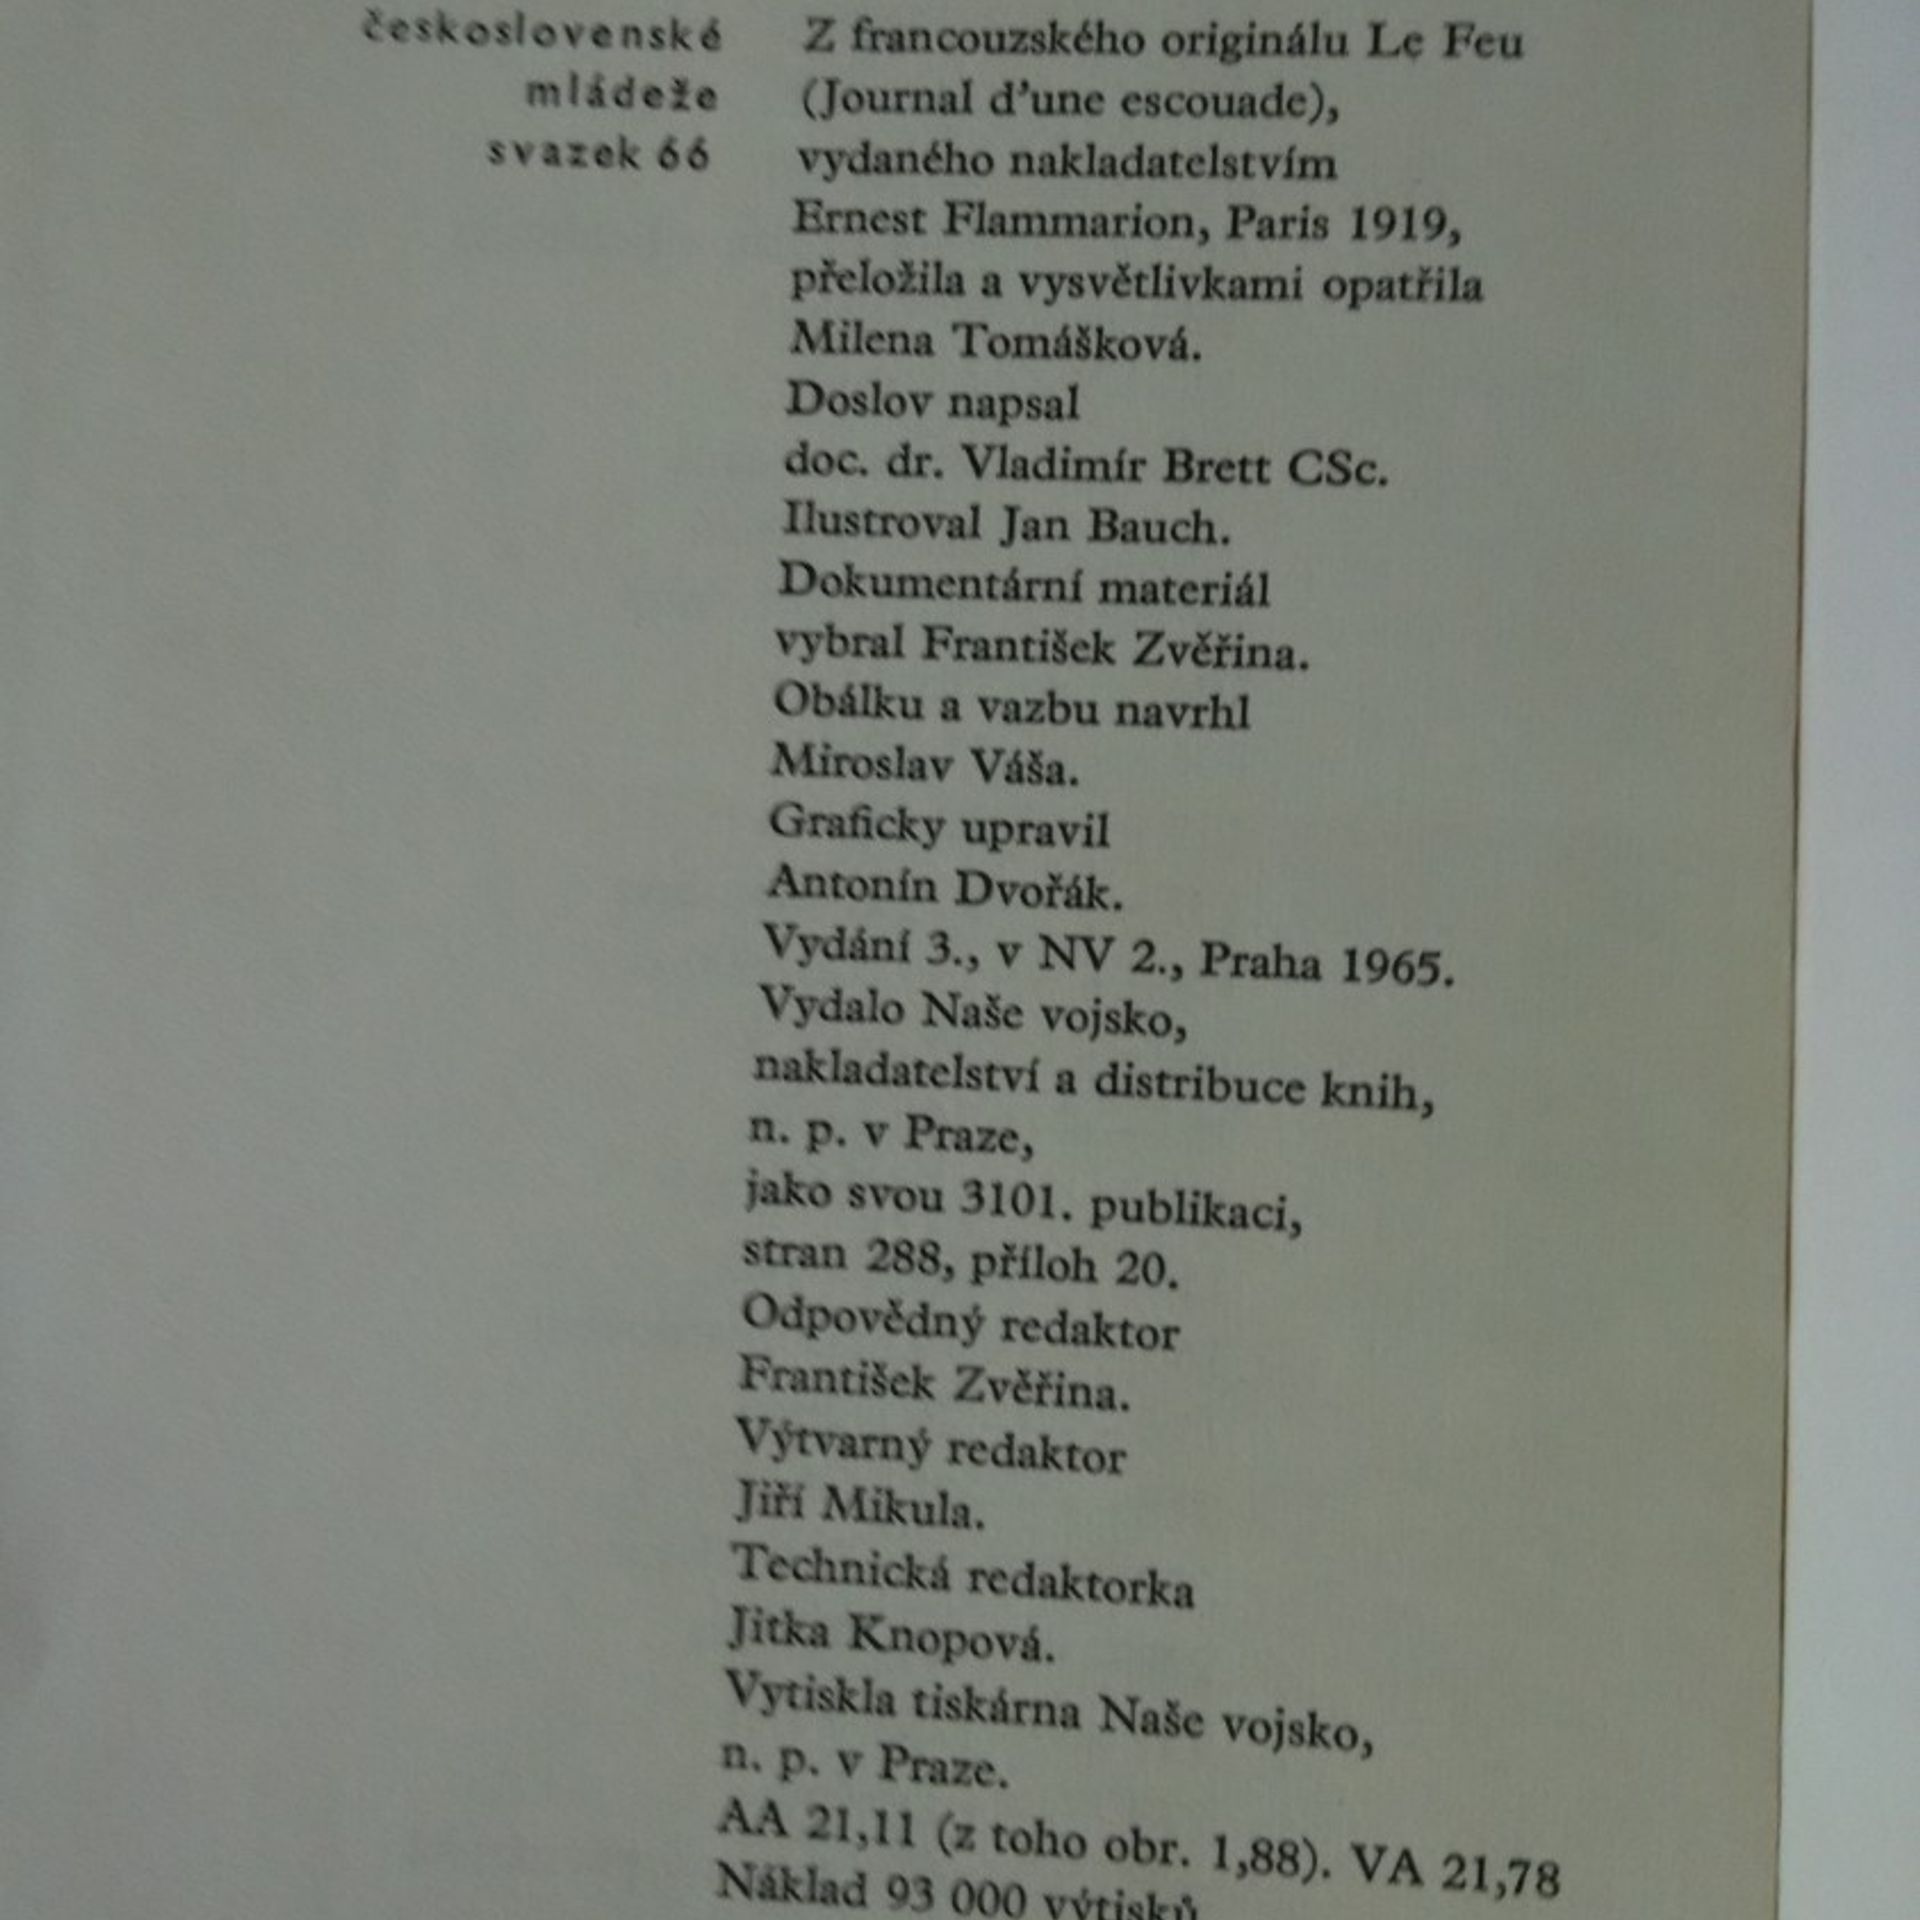 československé
mládeže
svazek 66
Z francouzského originálu Le Feu
(Journal d'une escouade),
vydaného nakladatelstvím
Ernest Flammarion, Paris 1919,
přeložila a vysvětlivkami opatřila
Milena Tomášková.
Doslov napsal
doc. dr. Vladimír Brett CSc.
Ilustroval Jan Bauch.
Dokumentární materiál
vybral František Zvěřina.
Obálku a vazbu navrhl
Miroslav Váša.
Graficky upravil
Antonín Dvořák.
Vydání 3., v NV 2., Praha 1965.
Vydalo Naše vojsko,
nakladatelství a distribuce knih,
n. p. v Praze,
jako svou 3101. publikaci,
stran 288, příloh 20.
Odpovědný redaktor
František Zvěřina.
Výtvarný redaktor
Jiří Mikula.
Technická redaktorka
Jitka Knopová.
Vytiskla tiskárna Naše vojsko,
n. p. v Praze.
AA 21,11 (z toho obr. 1,88). VA 21,78
Náklad 93 000 výtisků